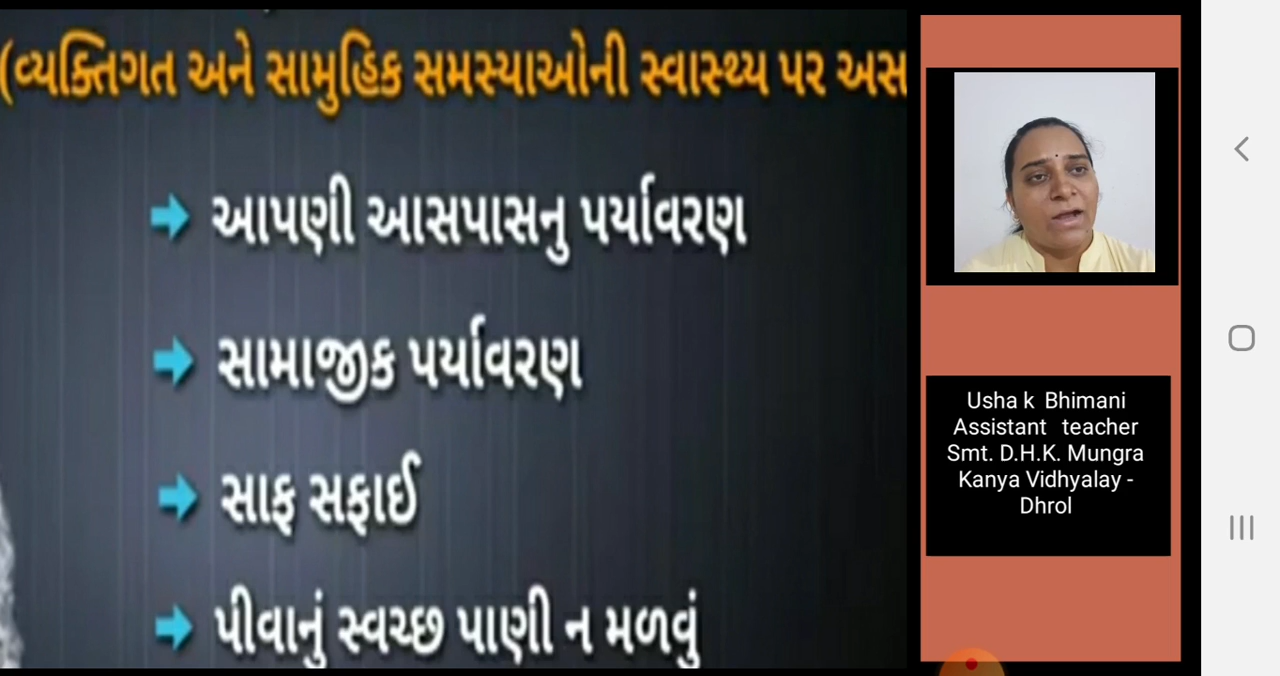 (વ્યક્તિગત અને સામુહિક સમસ્યાઓની સ્વાસ્થ્ય પર
આપણી આસપાસનુ પર્યાવરણ
સામાજીક પર્યાવરણ
સાફ સફાઈ
પીવાનું સ્વચ્છ પાણી ન મળવું
Usha k Bhimani
Assistant teacher
Smt. D.H.K. Mungra
Kanya Vidhyalay -
Dhrol